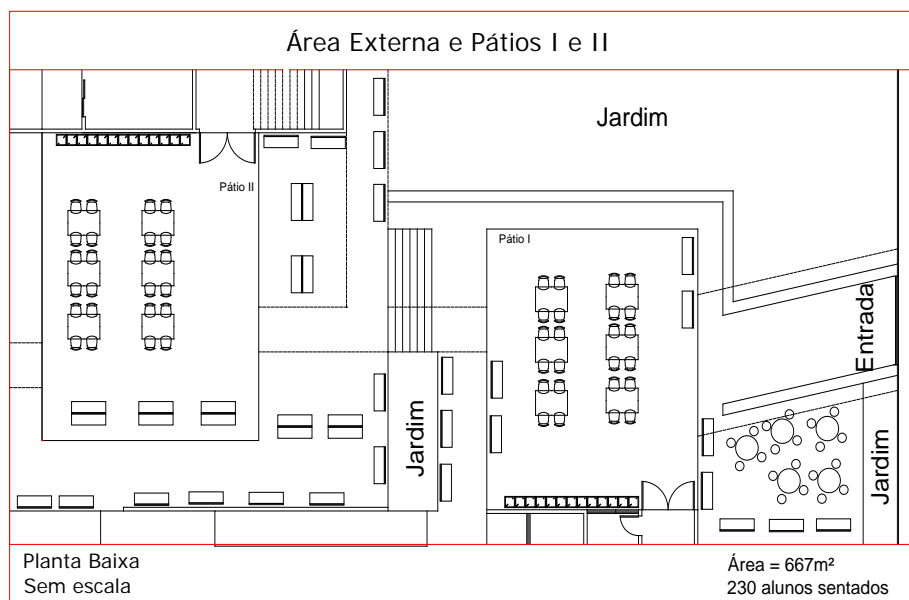 Área Externa e Pátios I e II
Jardim
Pátio II
Pátio I
Entrada
Jardim
Jardim
Planta Baixa
Sem escala
Área = 667m²
230 alunos sentados